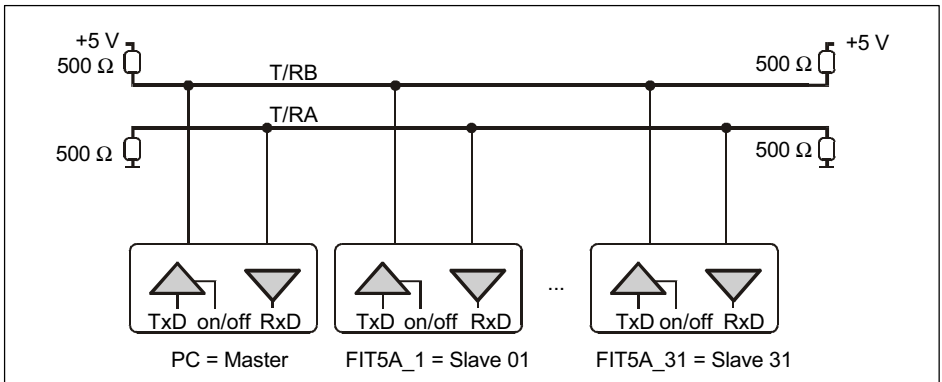 +5 V
+5 V
500 Ω
500 Ω
T/RB
T/RA
500 Ω
500 Ω
...
TxD on/off RxD
TxD on/off RxD
TxD on/off RxD
PC = Master
FIT5A_1 = Slave 01
FIT5A_31 = Slave 31